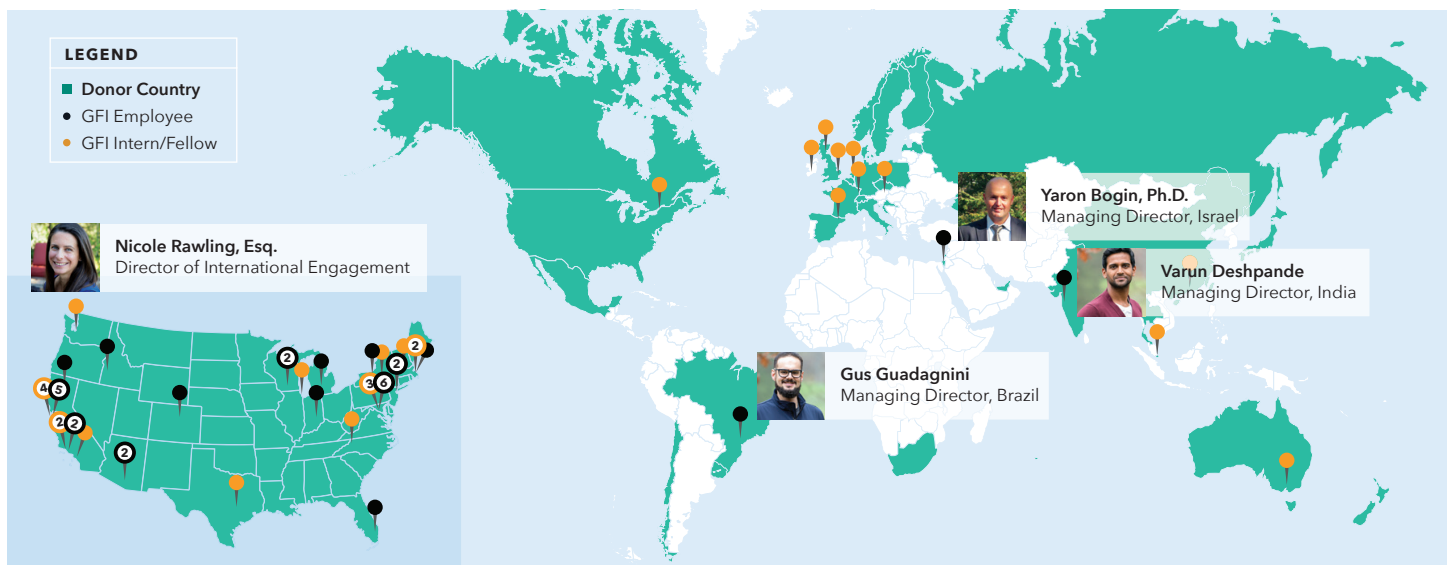 LEGEND
Donor Country
GFI Employee
GFI Intern/Fellow
Nicole Rawling, Esq.
Director of International Engagement
Yaron Bogin, Ph.D.
Managing Director, Israel
Varun Deshpande
Managing Director, India
Gus Guadagnini
Managing Director, Brazil
2
2
2
4
5
3
6
2
2
2